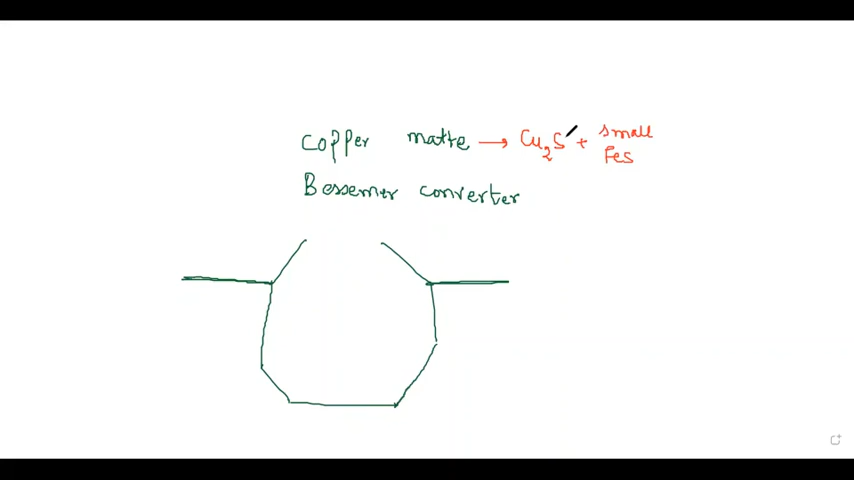 Copper matte → Cu2S + small FeS
Bessemer converter